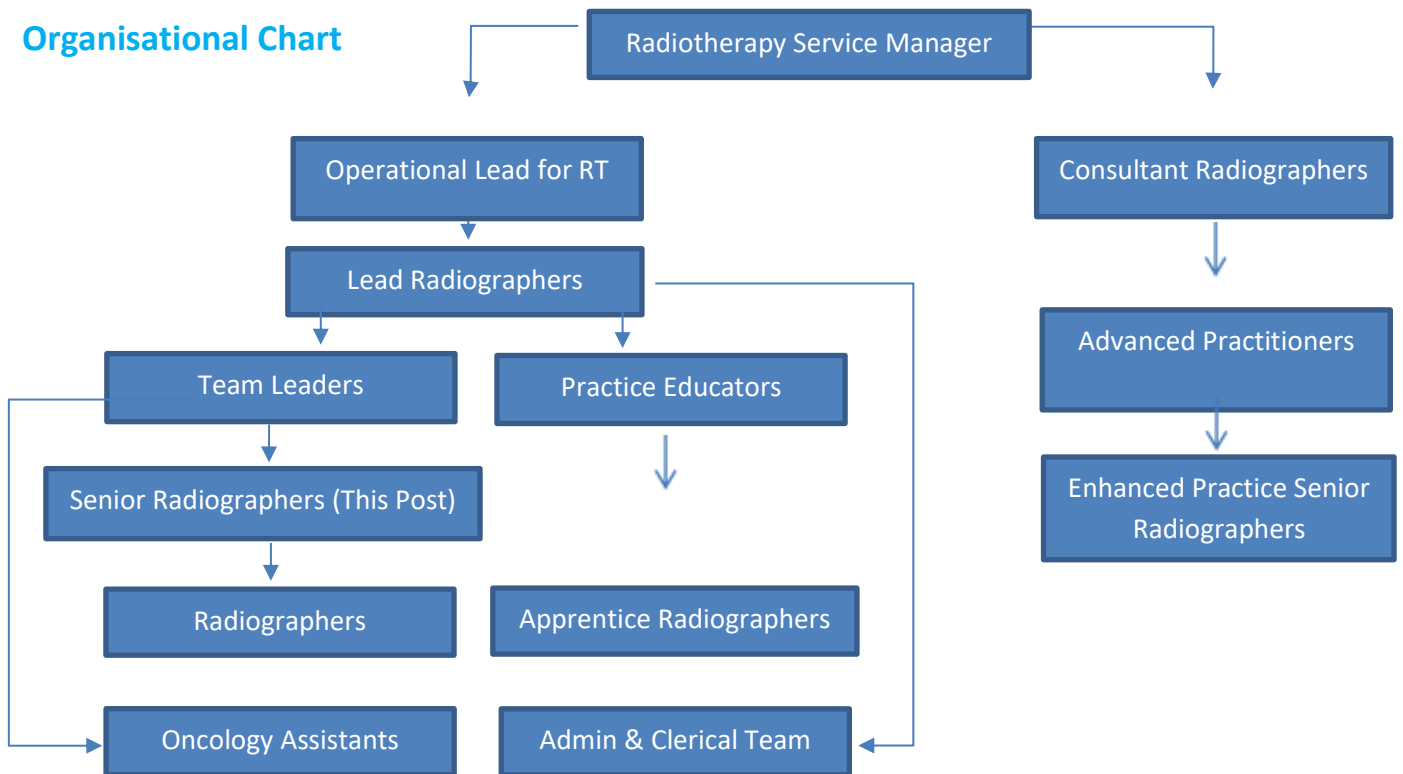 Organisational Chart
Radiotherapy Service Manager
Operational Lead for RT
Consultant Radiographers
Lead Radiographers
Advanced Practitioners
Team Leaders
Practice Educators
Senior Radiographers (This Post)
Enhanced Practice Senior
Radiographers
Radiographers
Apprentice Radiographers
Oncology Assistants
Admin & Clerical Team